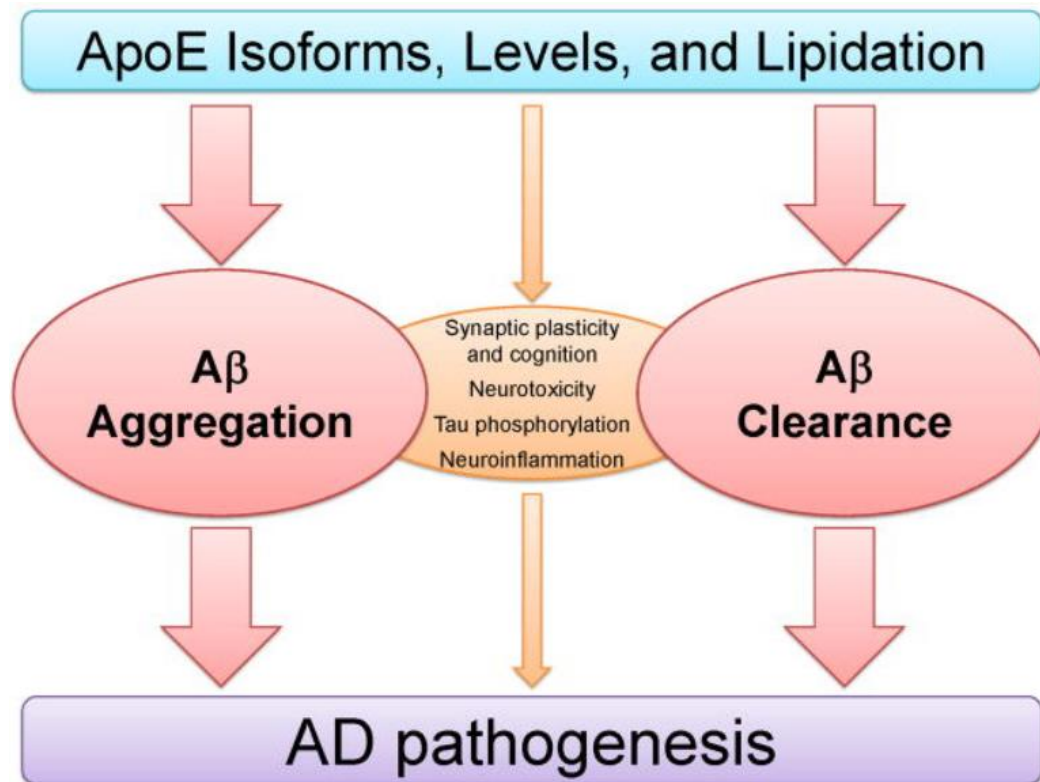 ApoE Isoforms, Levels, and Lipidation
Aβ
Aggregation
Synaptic plasticity
and cognition
Neurotoxicity
Tau phosphorylation
Neuroinflammation
Aβ
Clearance
AD pathogenesis